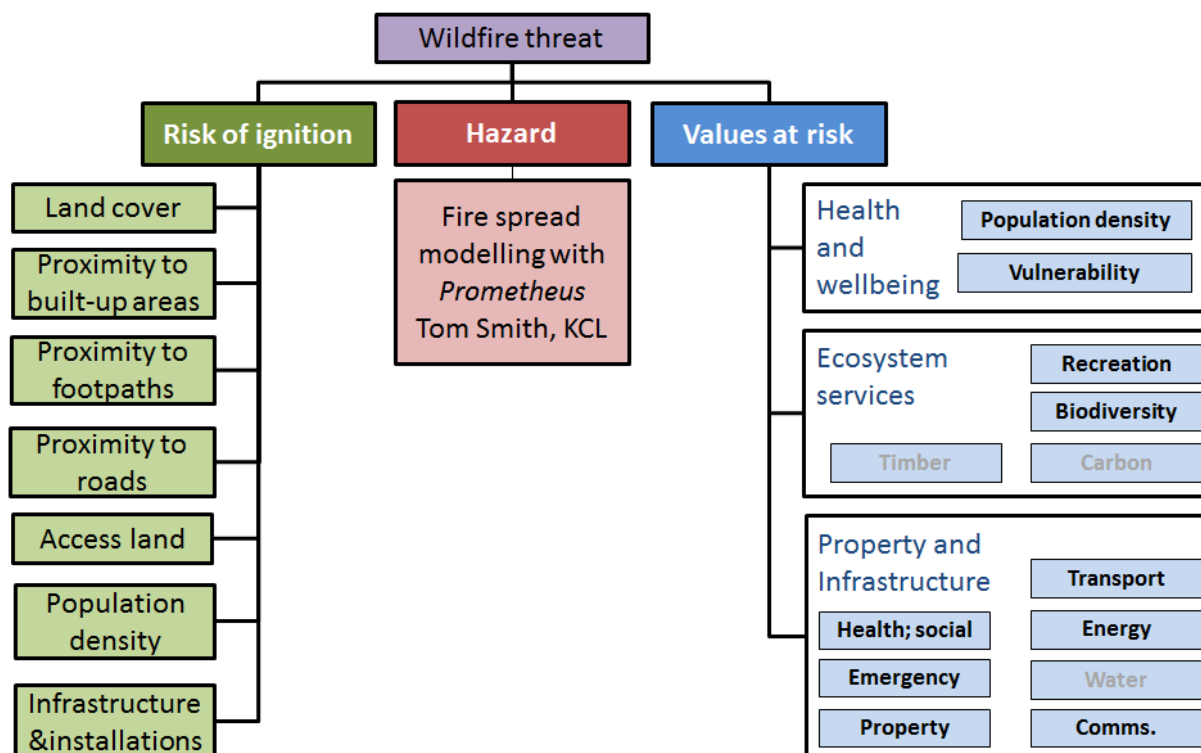 Wildfire threat
Risk of ignition
Hazard
Values at risk
Land cover
Proximity to
built-up areas
Proximity to
footpaths
Proximity to
roads
Access land
Population
density
Infrastructure
&installations
Fire spread
modelling with
Prometheus
Tom Smith, KCL
Health
and
wellbeing
Population density
Vulnerability
Ecosystem
services
Recreation
Biodiversity
Timber
Carbon
Property and
Infrastructure
Transport
Health; social
Energy
Emergency
Water
Property
Comms.